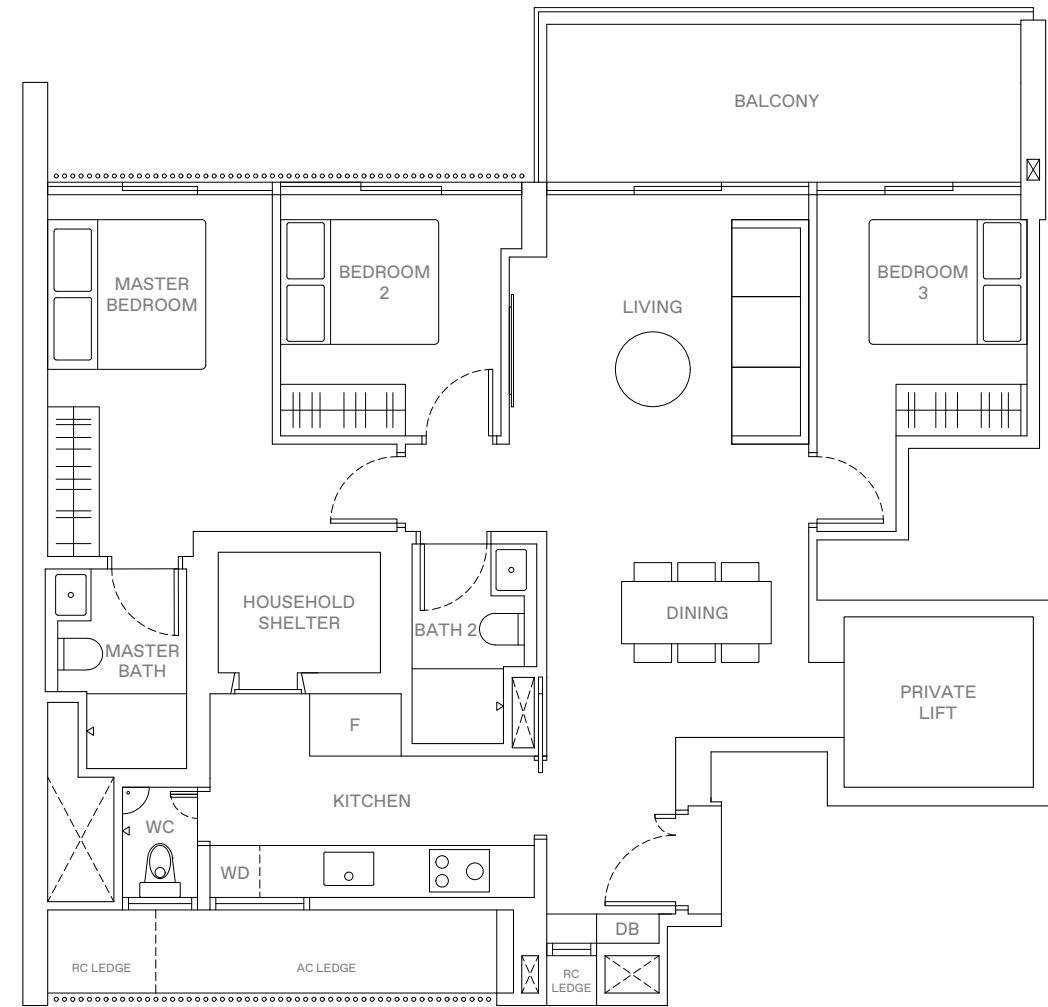 BALCONY
MASTER
BEDROOM
BEDROOM
2
LIVING
BEDROOM
3
HOUSEHOLD
SHELTER
BATH 2
DINING
MASTER
BATH
PRIVATE
LIFT
F
KITCHEN
WC
WD
DB
RC LEDGE
AC LEDGE
RC
LEDGE